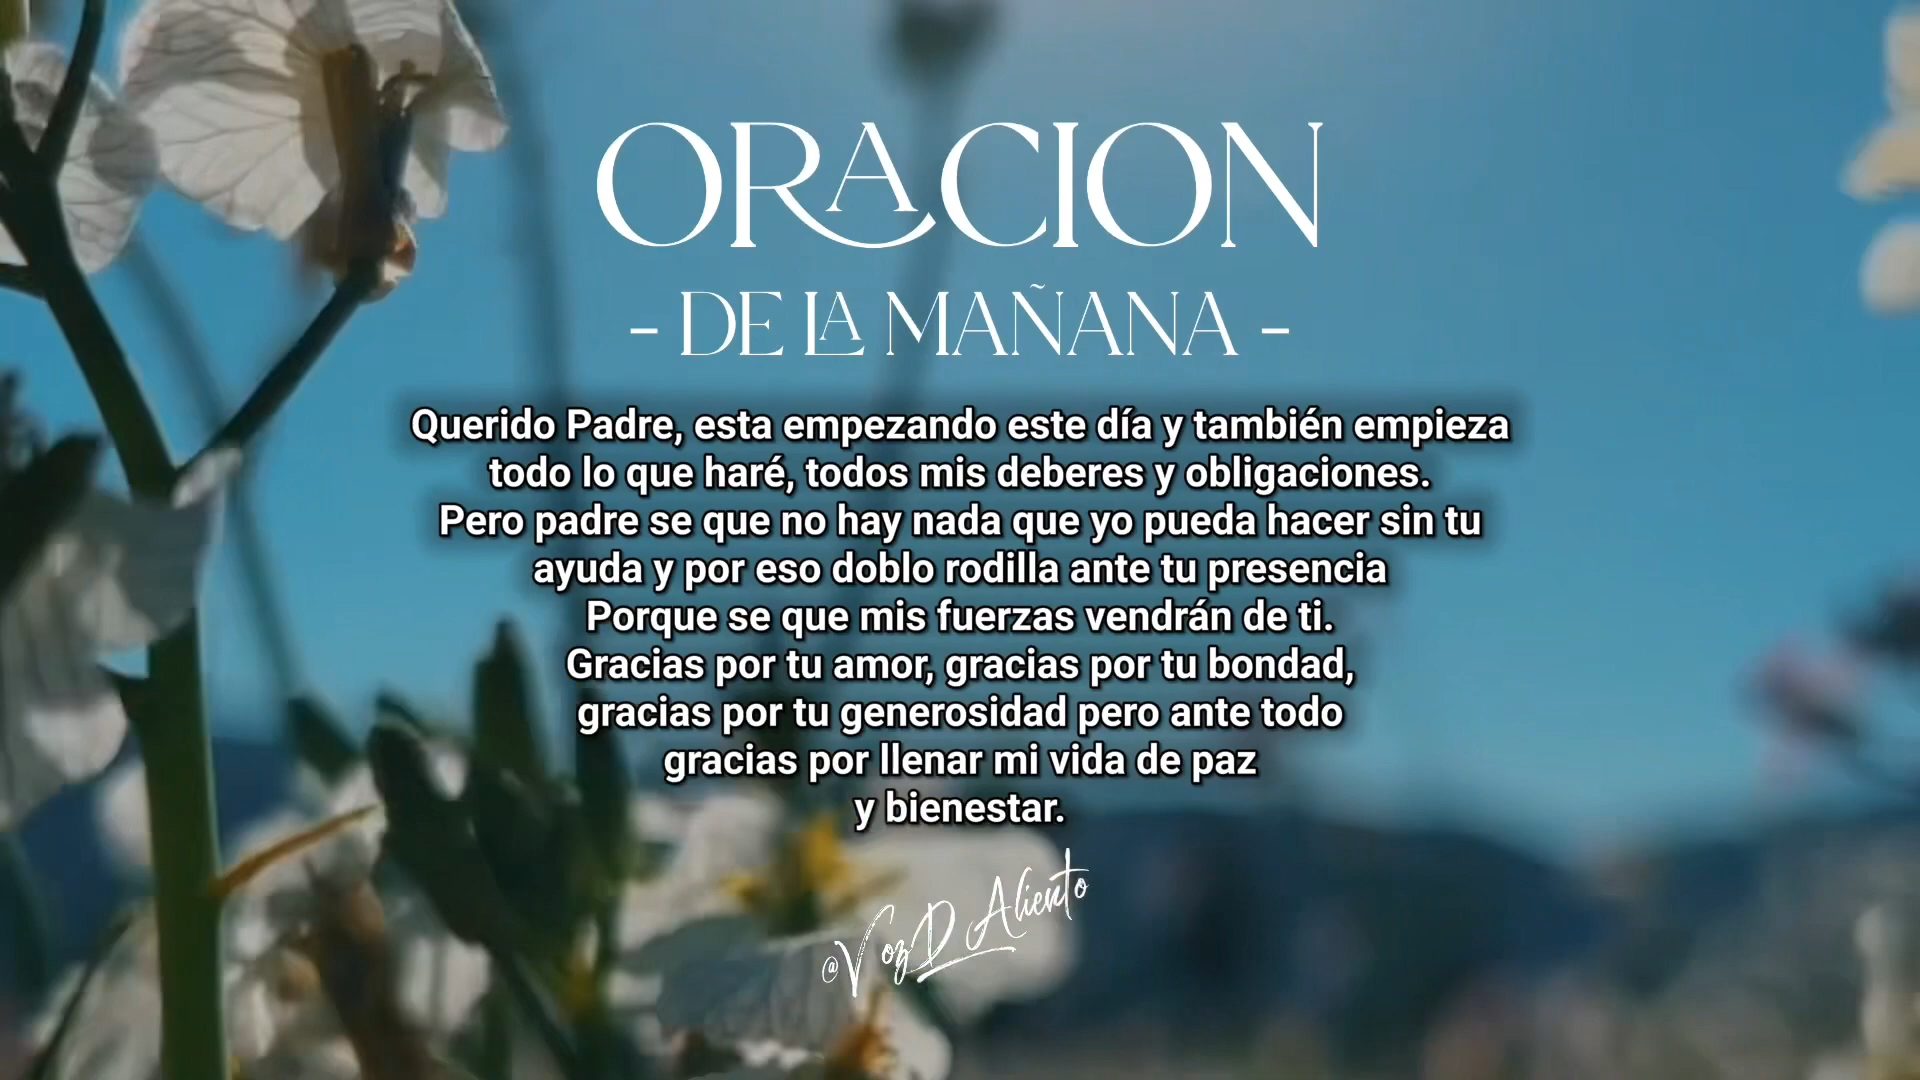 ORACION
- DE LA MAÑANA -
Querido Padre, esta empezando este día y también empieza
todo lo que haré, todos mis deberes y obligaciones.
Pero padre se que no hay nada que yo pueda hacer sin tu
ayuda y por eso doblo rodilla ante tu presencia
Porque se que mis fuerzas vendrán de ti.
Gracias por tu amor, gracias por tu bondad,
gracias por tu generosidad pero ante todo
gracias por llenar mi vida de paz
y bienestar.
@VozD Aliento